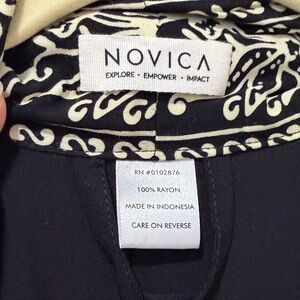 NOVICA
EXPLORE • EMPOWER • IMPACT
RN #0102876
100% RAYON
MADE IN INDONESIA
CARE ON REVERSE